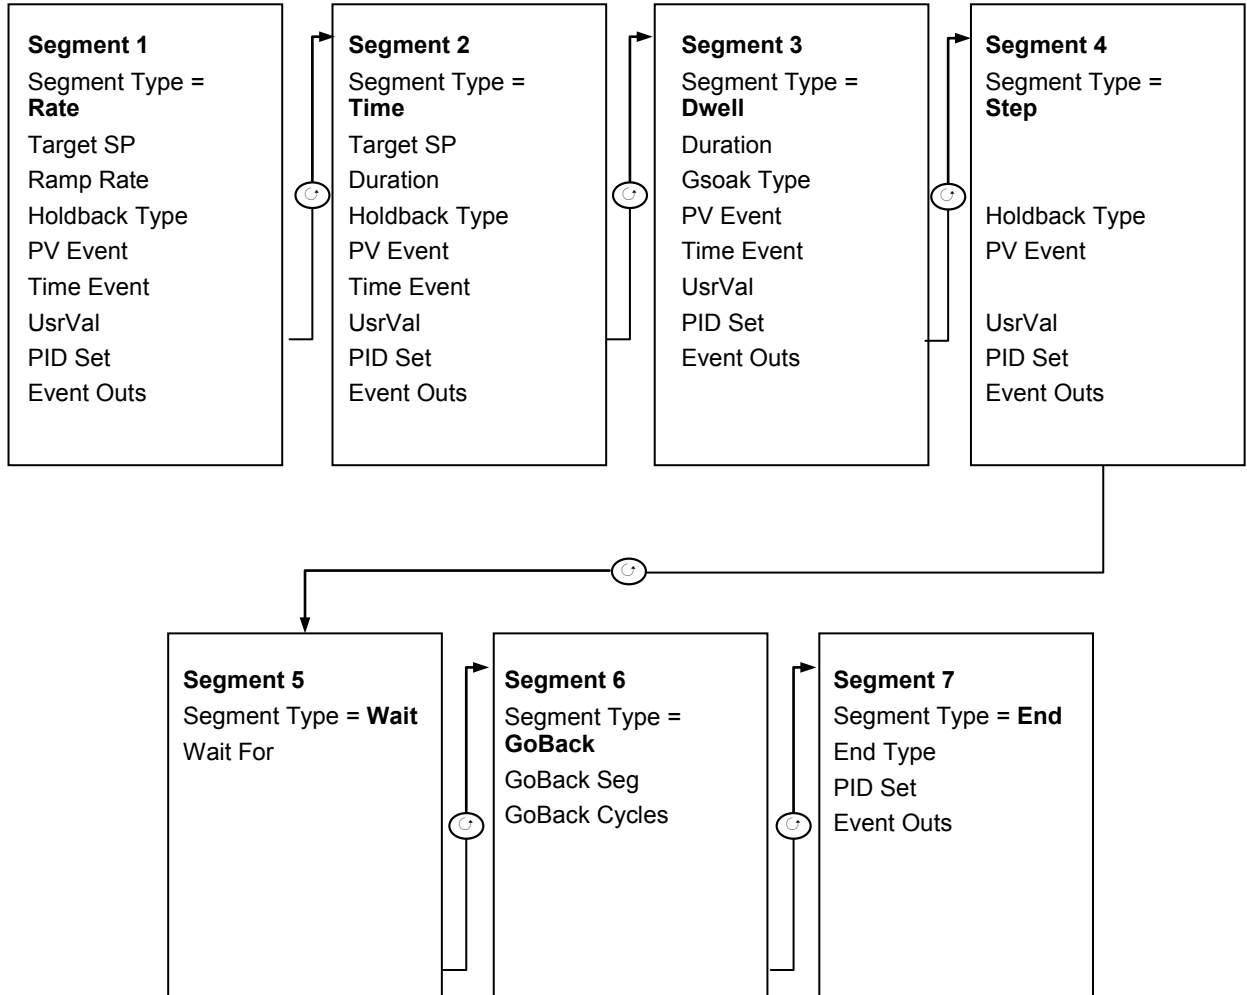 Segment 1
Segment Type =
Rate
Target SP
Ramp Rate
Holdback Type
PV Event
Time Event
UsrVal
PID Set
Event Outs
Segment 2
Segment Type =
Time
Target SP
Duration
Holdback Type
PV Event
Time Event
UsrVal
PID Set
Event Outs
Segment 3
Segment Type =
Dwell
Duration
Gsoak Type
PV Event
Time Event
UsrVal
PID Set
Event Outs
Segment 4
Segment Type =
Step
Holdback Type
PV Event
UsrVal
PID Set
Event Outs
Segment 5
Segment Type = Wait
Wait For
Segment 6
Segment Type =
GoBack
GoBack Seg
GoBack Cycles
Segment 7
Segment Type = End
End Type
PID Set
Event Outs